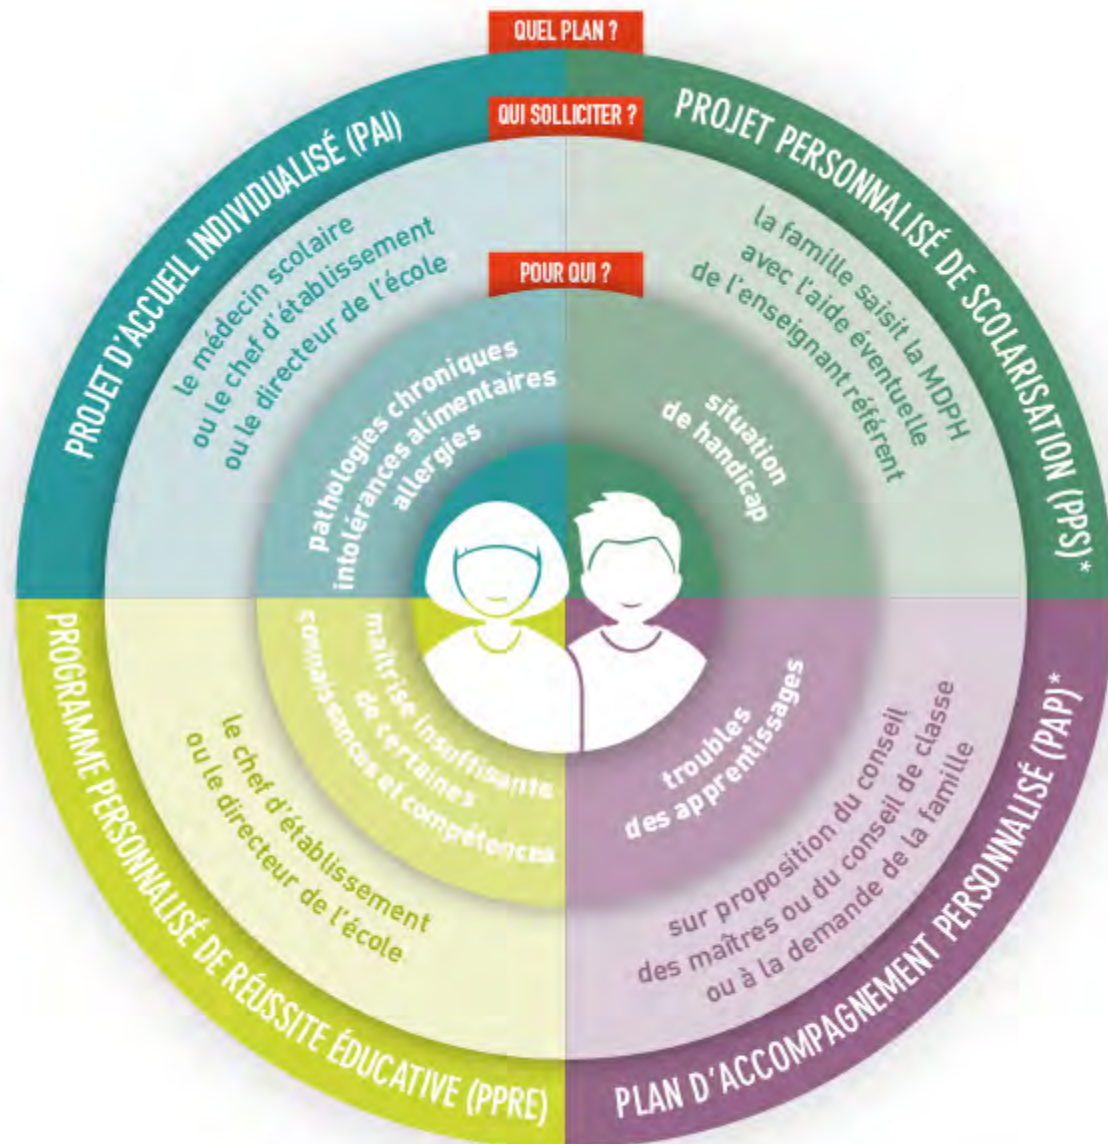 QUEL PLAN ?
QUI SOLLICITER ?
POUR QUI ?
PROJET D'ACCUEIL INDIVIDUALISÉ (PAI)
le médecin scolaire
ou le chef d'établissement
ou le directeur de l'école
pathologies chroniques
intolérances alimentaires
allergies
PROJET PERSONNALISÉ DE SCOLARISATION (PPS)*
la famille saisit la MDPH
avec l'aide éventuelle
de l'enseignant référent
situation
de handicap
PROGRAMME PERSONNALISÉ DE RÉUSSITE ÉDUCATIVE (PPRE)
le chef d'établissement
ou le directeur de l'école
maîtrise insuffisante
de certaines
connaissances et compétences
PLAN D'ACCOMPAGNEMENT PERSONNALISÉ (PAP)*
sur proposition du conseil
des maîtres ou du conseil de classe
ou à la demande de la famille
troubles
des apprentissages